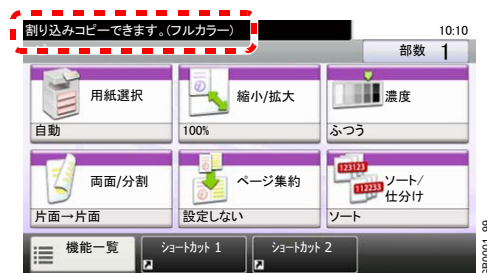 割り込みコピーできます。(フルカラー)
10:10
部数 1
用紙選択
自動
縮小/拡大
100%
濃度
ふつう
両面/分割
片面→片面
ページ集約
設定しない
123123
112233
ソート/
仕分け
ソート
機能一覧
ショートカット 1
ショートカット 2